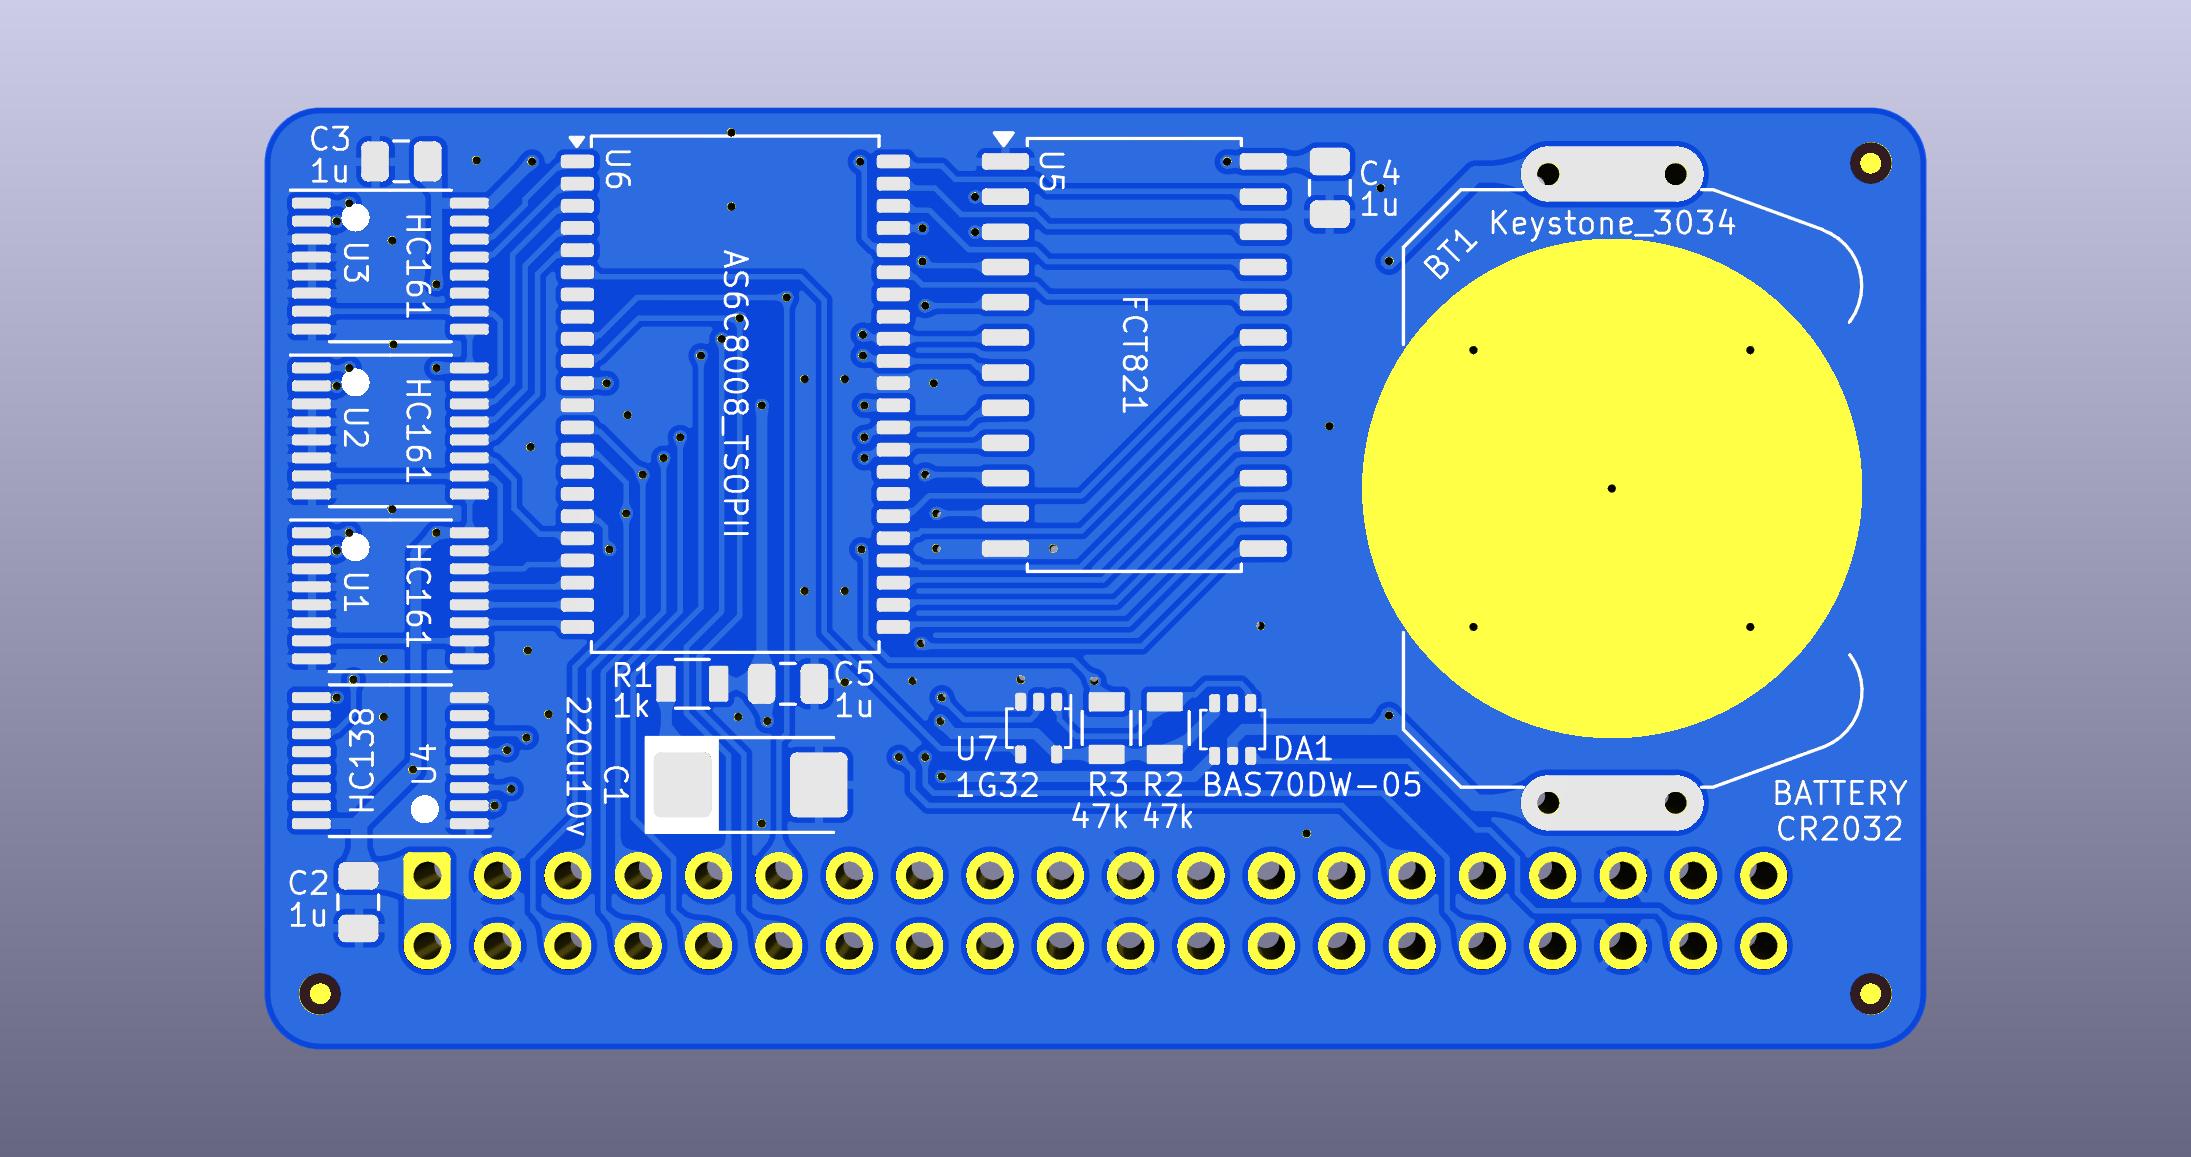 C3
1u
U3
HC161
U2
HC161
U1
HC161
HC138
U4
C2
1u
U6
AS6C8008_TSOPII
R1
1k
C5
1u
220u10v
C1
U5
FCT821
C4
1u
BT1
Keystone_3034
U7
1G32
R3 R2
47k 47k
DA1
BAS70DW-05
BATTERY
CR2032